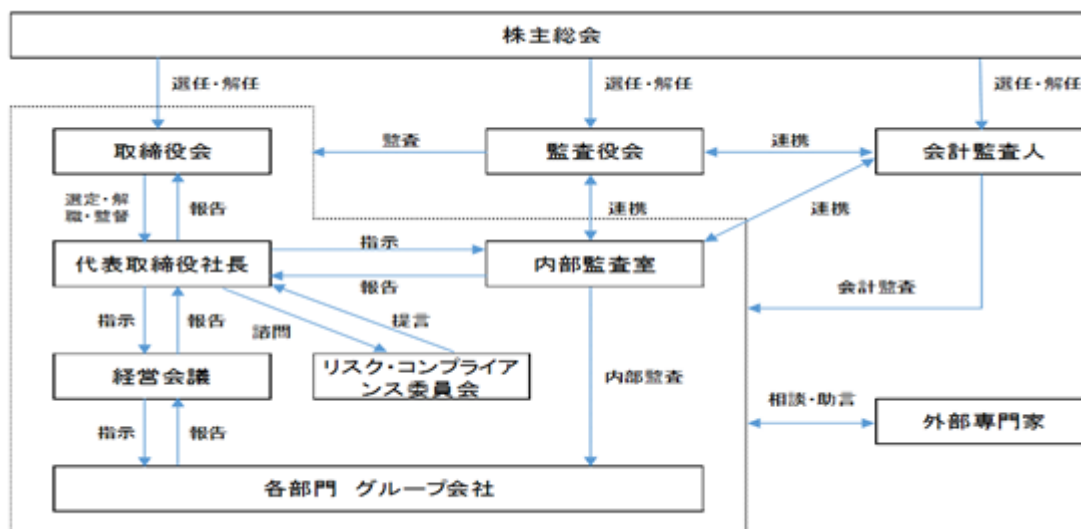 株主総会
選任・解任
選任・解任
選任・解任
取締役会
監査
監査役会
連携
会計監査人
選定・解
職・監督
報告
連携
連携
代表取締役社長
指示
報告
内部監査室
会計監査
指示
報告
諮問
提言
経営会議
リスク・コンプライア
ンス委員会
内部監査
相談・助言
外部専門家
指示
報告
各部門 グループ会社